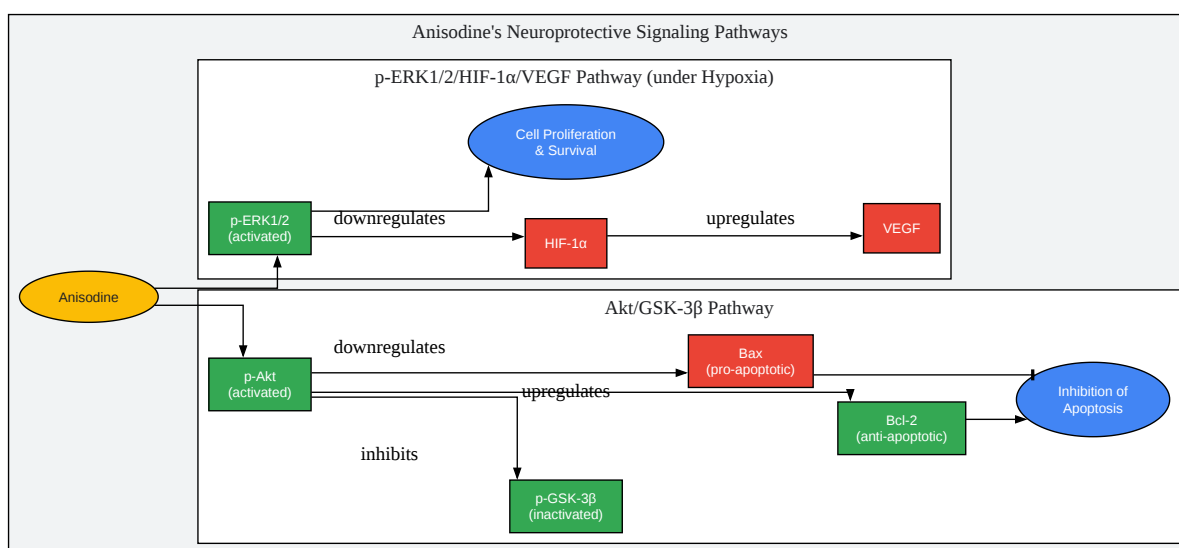 Anisodine's Neuroprotective Signaling Pathways
p-ERK1/2/HIF-1α/VEGF Pathway (under Hypoxia)
Cell Proliferation
& Survival
p-ERK1/2
(activated)
downregulates
HIF-1α
upregulates
VEGF
Anisodine
Akt/GSK-3β Pathway
p-Akt
(activated)
downregulates
Bax
(pro-apoptotic)
upregulates
Bcl-2
(anti-apoptotic)
Inhibition of
Apoptosis
inhibits
p-GSK-3β
(inactivated)